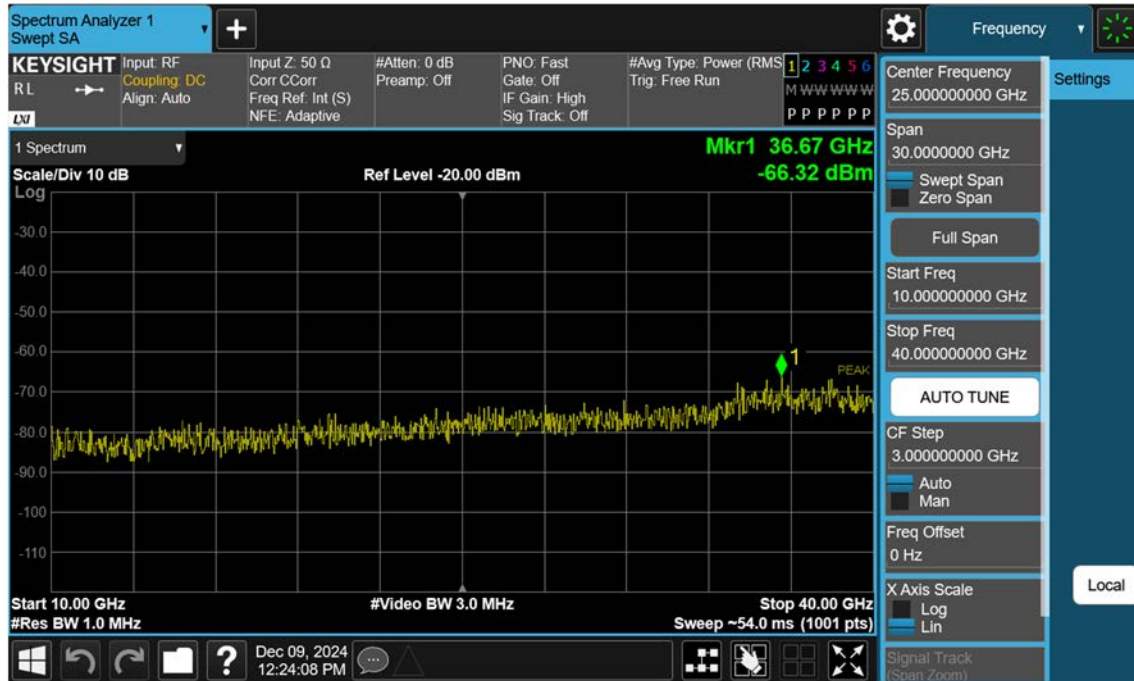 Spectrum Analyzer 1
Swept SA
+
Frequency
KEYSIGHT
RL
LXI
Input: RF
Coupling: DC
Align: Auto
Input Z: 50 Ω
Corr CCorr
Freq Ref: Int (S)
NFE: Adaptive
#Atten: 0 dB
Preamp: Off
PNO: Fast
Gate: Off
IF Gain: High
Sig Track: Off
#Avg Type: Power (RMS
Trig: Free Run
1 2 3 4 5 6
M W W W W W
P P P P P P
1 Spectrum
Scale/Div 10 dB
Log
Ref Level -20.00 dBm
Mkr1 36.67 GHz
-66.32 dBm
-30.0
-40.0
-50.0
-60.0
-70.0
-80.0
-90.0
-100
-110
1
PEAK
Start 10.00 GHz
#Res BW 1.0 MHz
#Video BW 3.0 MHz
Stop 40.00 GHz
Sweep ~54.0 ms (1001 pts)
Center Frequency
25.000000000 GHz
Span
30.0000000 GHz
Swept Span
Zero Span
Full Span
Start Freq
10.000000000 GHz
Stop Freq
40.000000000 GHz
AUTO TUNE
CF Step
3.000000000 GHz
Auto
Man
Freq Offset
0 Hz
X Axis Scale
Log
Lin
Signal Track
(Span Zoom)
Settings
Local
?
Dec 09, 2024
12:24:08 PM